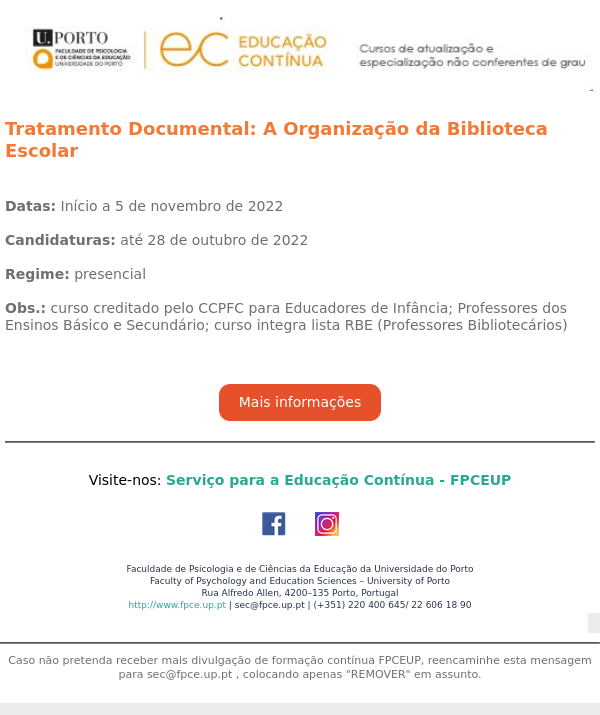 U.PORTO
FACULDADE DE PSICOLOGIA
E DE CIÊNCIAS DA EDUCAÇÃO
UNIVERSIDADE DO PORTO
ec EDUCAÇÃO
CONTÍNUA
Cursos de atualização e
especialização não conferentes de grau
Tratamento Documental: A Organização da Biblioteca
Escolar
Datas: Início a 5 de novembro de 2022
Candidaturas: até 28 de outubro de 2022
Regime: presencial
Obs.: curso creditado pelo CCPFC para Educadores de Infância; Professores dos
Ensinos Básico e Secundário; curso integra lista RBE (Professores Bibliotecários)
Mais informações
Visite-nos: Serviço para a Educação Contínua - FPCEUP
Faculdade de Psicologia e de Ciências da Educação da Universidade do Porto
Faculty of Psychology and Education Sciences – University of Porto
Rua Alfredo Allen, 4200–135 Porto, Portugal
http://www.fpce.up.pt | sec@fpce.up.pt | (+351) 220 400 645/ 22 606 18 90
Caso não pretenda receber mais divulgação de formação contínua FPCEUP, reencaminhe esta mensagem
para sec@fpce.up.pt , colocando apenas "REMOVER" em assunto.